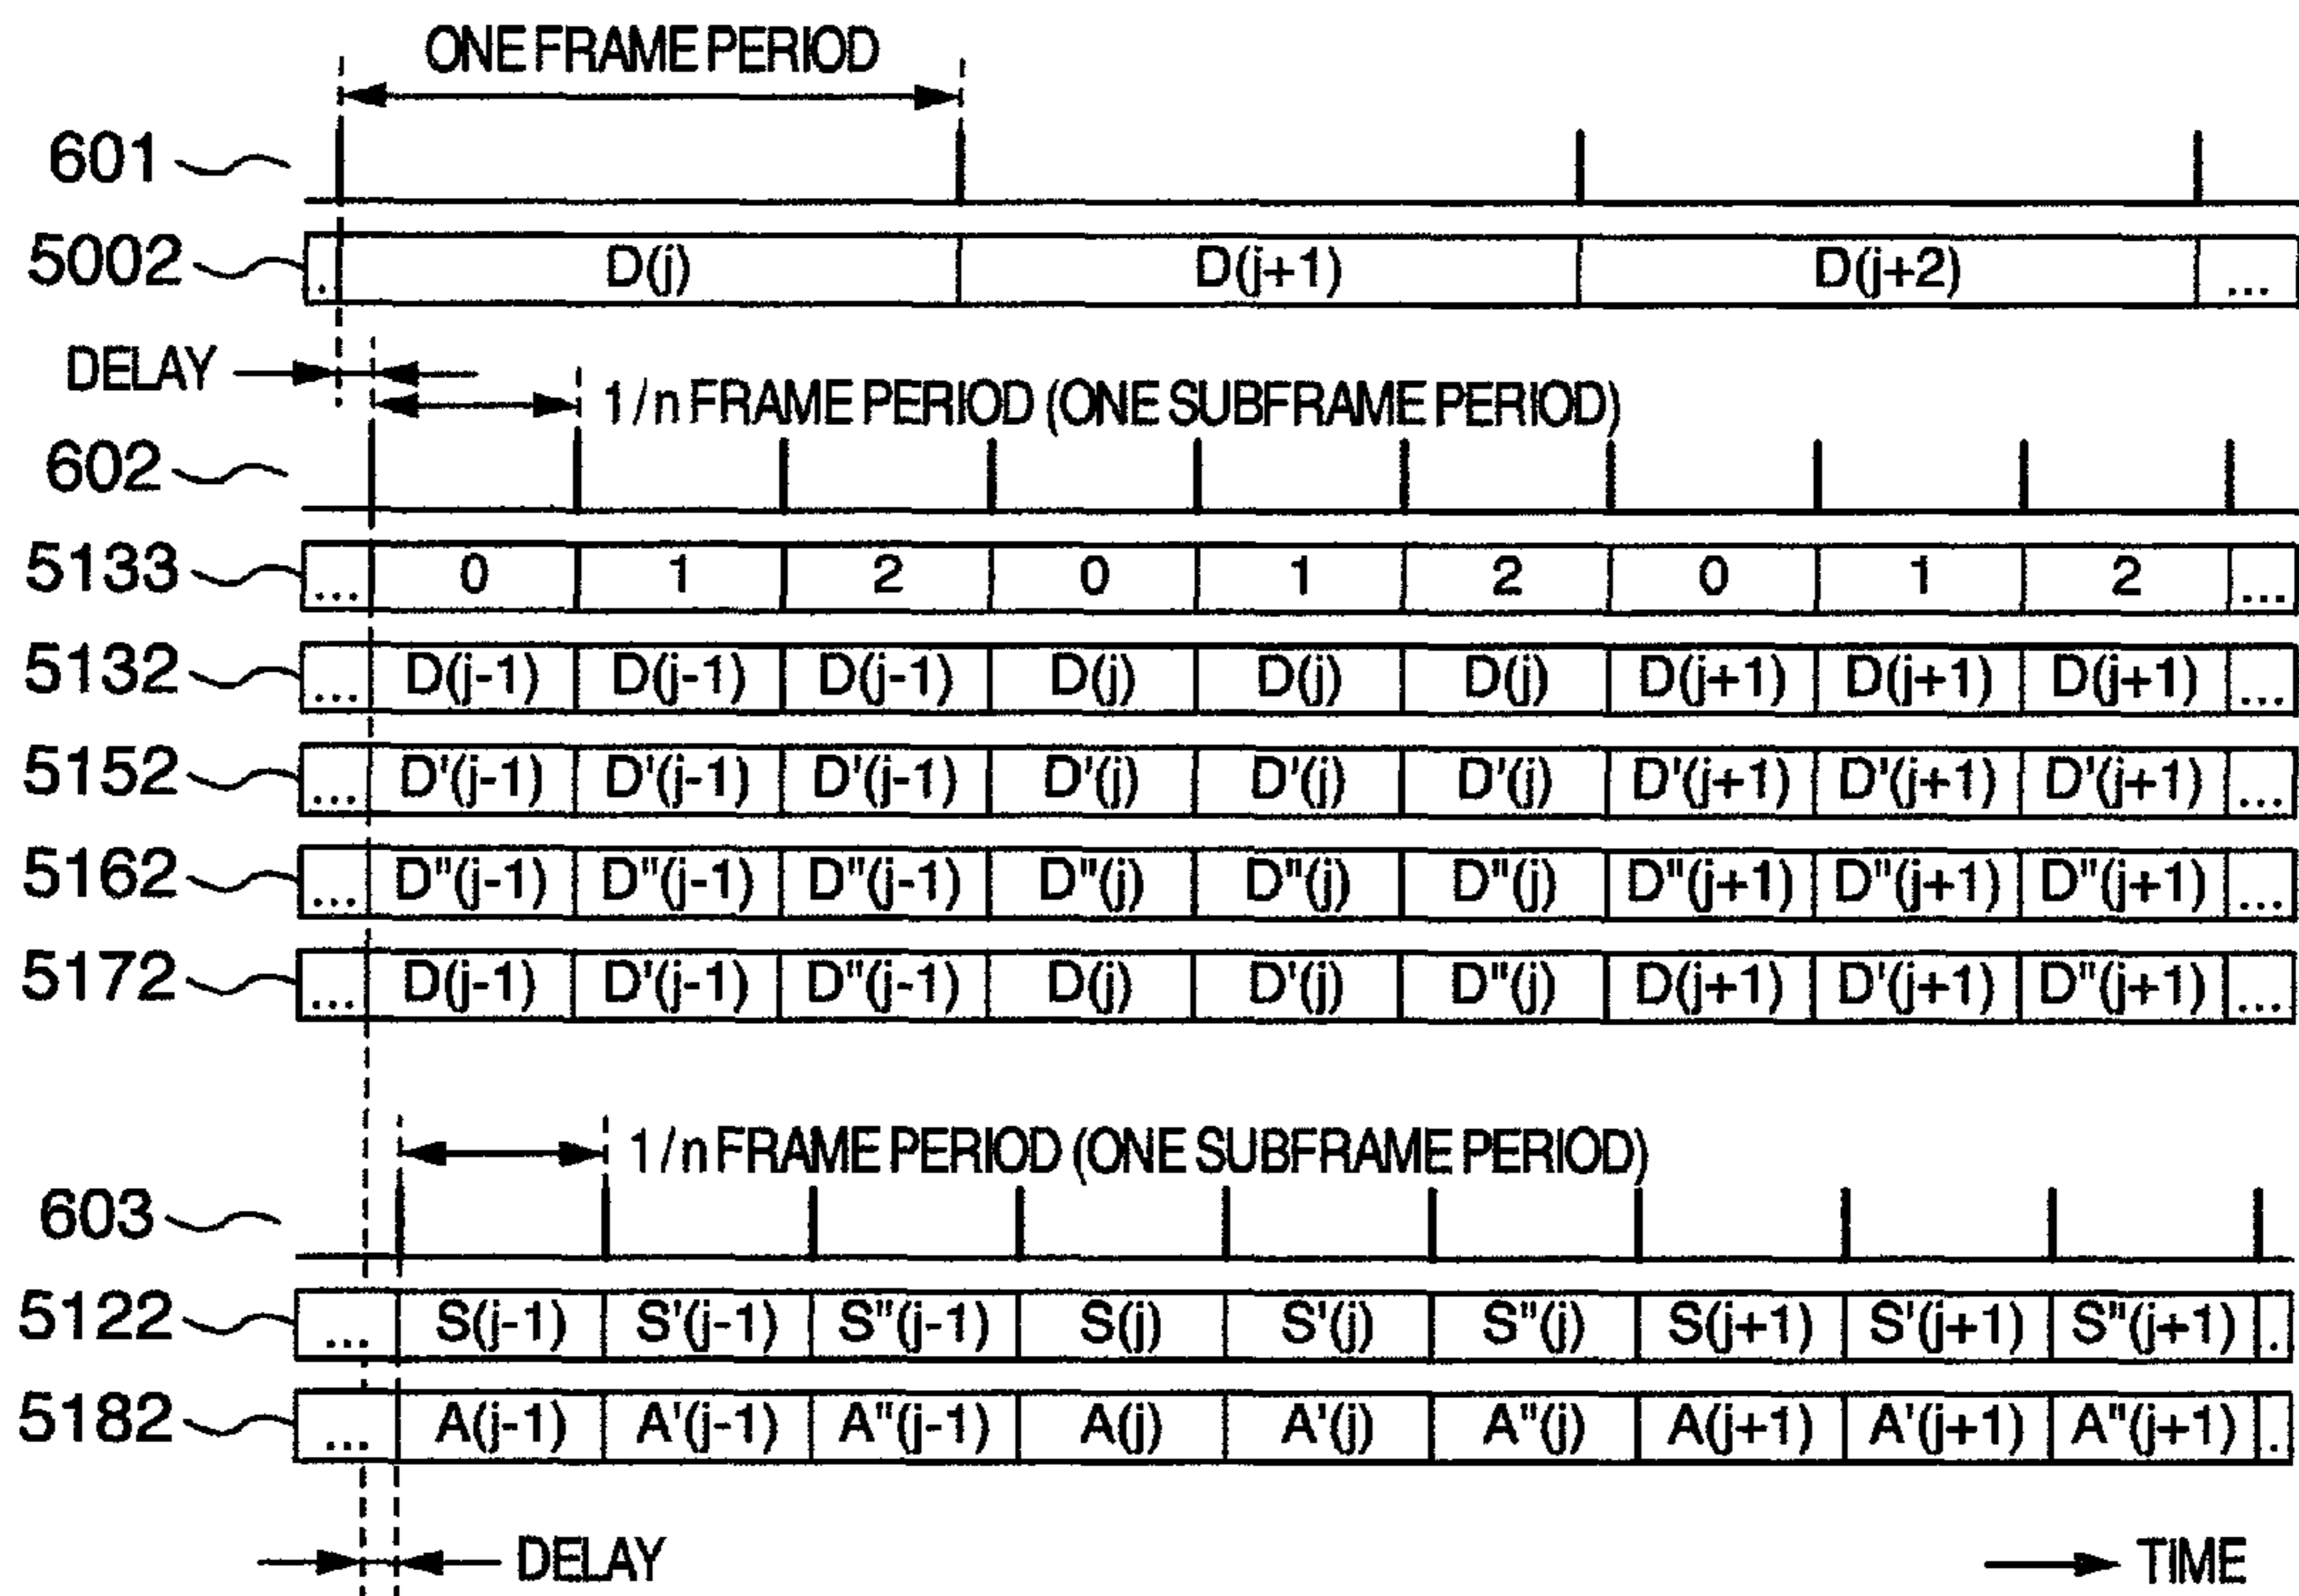 ONE FRAME PERIOD
601
5002 . D(j) D(j+1) D(j+2) ...
DELAY
1/n FRAME PERIOD (ONE SUBFRAME PERIOD)
602
5133 ... 0 1 2 0 1 2 0 1 2 ...
5132 ... D(j-1) D(j-1) D(j-1) D(j) D(j) D(j) D(j+1) D(j+1) D(j+1) ...
5152 ... D'(j-1) D'(j-1) D'(j-1) D'(j) D'(j) D'(j) D'(j+1) D'(j+1) D'(j+1) ...
5162 ... D"(j-1) D"(j-1) D"(j-1) D"(j) D"(j) D"(j) D"(j+1) D"(j+1) D"(j+1) ...
5172 ... D(j-1) D'(j-1) D"(j-1) D(j) D'(j) D"(j) D(j+1) D'(j+1) D"(j+1) ...
1/n FRAME PERIOD (ONE SUBFRAME PERIOD)
603
5122 ... S(j-1) S'(j-1) S"(j-1) S(j) S'(j) S"(j) S(j+1) S'(j+1) S"(j+1) .
5182 ... A(j-1) A'(j-1) A"(j-1) A(j) A'(j) A"(j) A(j+1) A'(j+1) A"(j+1) .
DELAY
TIME